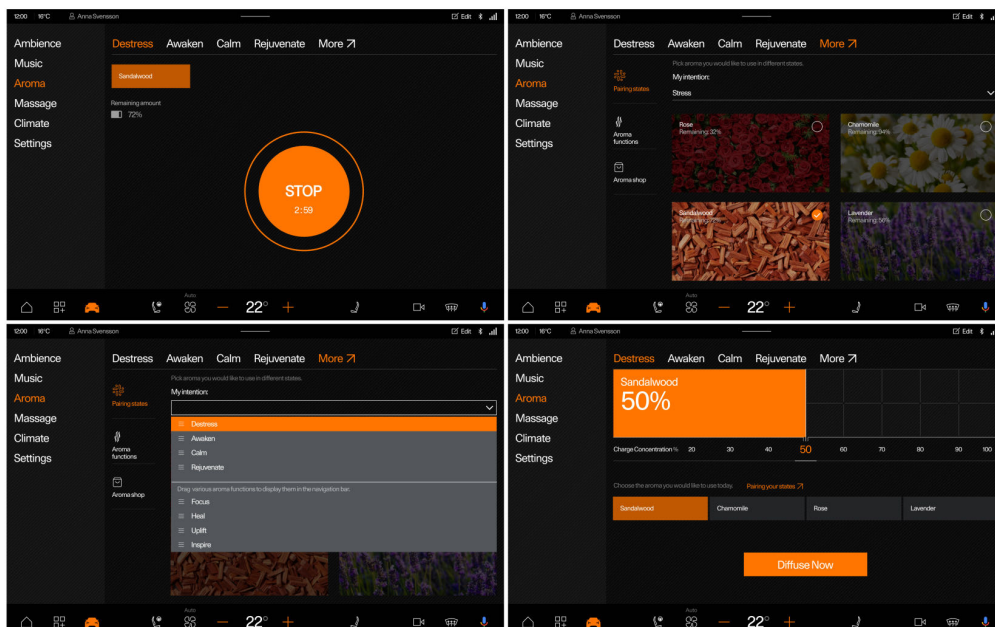 12:00 16°C Anna Svensson Edit
Ambience
Music
Aroma
Massage
Climate
Settings
Destress Awaken Calm Rejuvenate More
Sandalwood
Remaining amount
72%
STOP
2:59
Auto
22°
12:00 16°C Anna Svensson Edit
Ambience
Music
Aroma
Massage
Climate
Settings
Destress Awaken Calm Rejuvenate More
Pick aroma you would like to use in different states.
Pairing states
My intention:
Stress
Aroma
functions
Aroma shop
Rose
Remaining: 32%
Chamomile
Remaining: 94%
Sandalwood
Lavender
Remaining: 56%
Auto
22°
12:00 16°C Anna Svensson Edit
Ambience
Music
Aroma
Massage
Climate
Settings
Destress Awaken Calm Rejuvenate More
Pick aroma you would like to use in different states.
Pairing states
My intention:
Destress
Awaken
Calm
Rejuvenate
Drag various aroma functions to display them in the navigation bar.
Focus
Heal
Uplift
Inspire
Aroma
functions
Aroma shop
Auto
22°
12:00 16°C Anna Svensson Edit
Ambience
Music
Aroma
Massage
Climate
Settings
Destress Awaken Calm Rejuvenate More
Sandalwood
50%
Charge Concentration% 20 30 40 50 60 70 80 90 100
Choose the aroma you would like to use today. Pairing your states
Sandalwood Chamomile Rose Lavender
Diffuse Now
Auto
22°